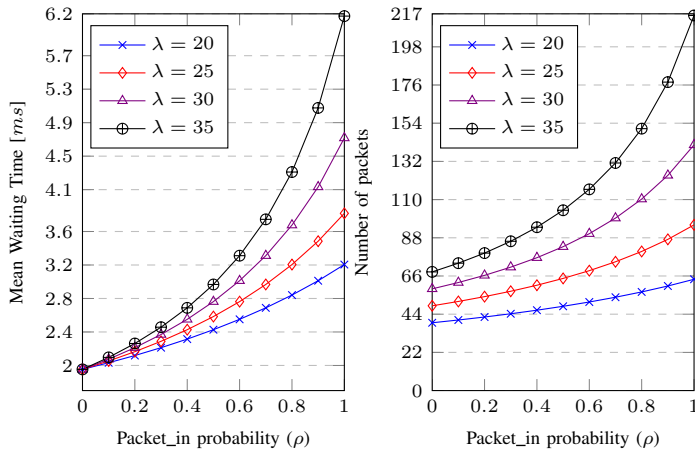 Mean Waiting Time [ms]
6.2
5.7
5.3
4.9
4.5
4.1
3.6
3.2
2.8
2.4
2
λ = 20
λ = 25
λ = 30
λ = 35
0
0.2
0.4
0.6
0.8
1
Packet_in probability (ρ)
Number of packets
217
198
176
154
132
110
88
66
44
22
0
λ = 20
λ = 25
λ = 30
λ = 35
0
0.2
0.4
0.6
0.8
1
Packet_in probability (ρ)